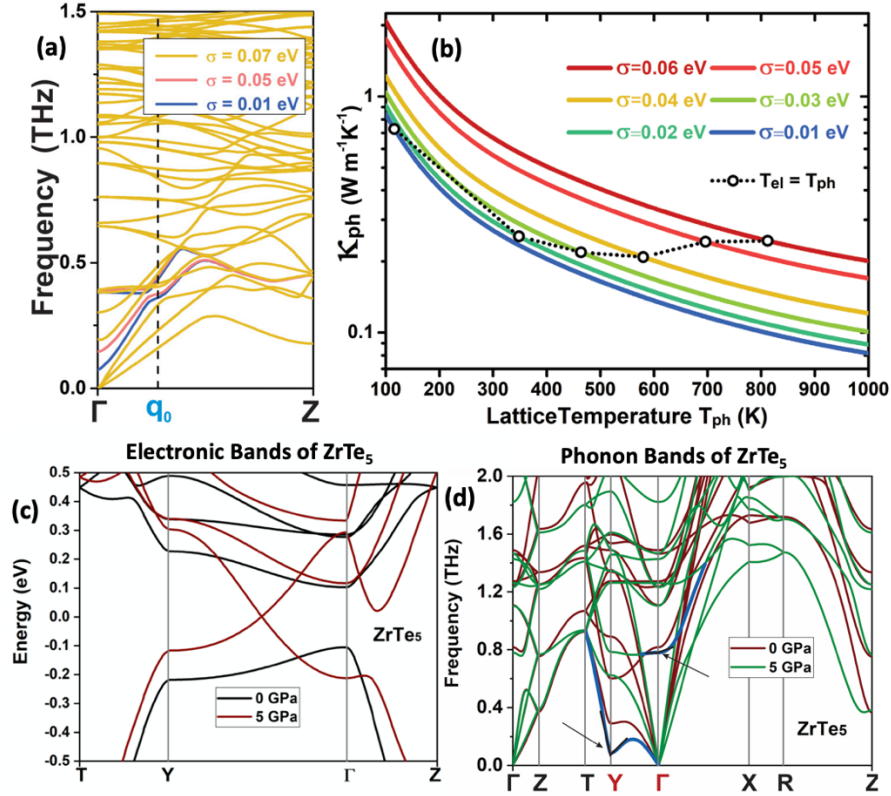 (a)
1.5
1.0
0.5
0.0
Frequency (THz)
σ = 0.07 eV
σ = 0.05 eV
σ = 0.01 eV
Γ
q₀
Z
(b)
1
0.1
κph (W m⁻¹K⁻¹)
σ=0.06 eV
σ=0.05 eV
σ=0.04 eV
σ=0.03 eV
σ=0.02 eV
σ=0.01 eV
Tel = Tph
100 200 300 400 500 600 700 800 900 1000
LatticeTemperature Tph (K)
Electronic Bands of ZrTe₅
(c)
0.5
0.4
0.3
0.2
0.1
0.0
-0.1
-0.2
-0.3
-0.4
-0.5
Energy (eV)
ZrTe₅
0 GPa
5 GPa
T Y Γ Z
Phonon Bands of ZrTe₅
(d)
2.0
1.6
1.2
0.8
0.4
0.0
Frequency (THz)
0 GPa
5 GPa
ZrTe₅
Γ Z T Y Γ X R Z